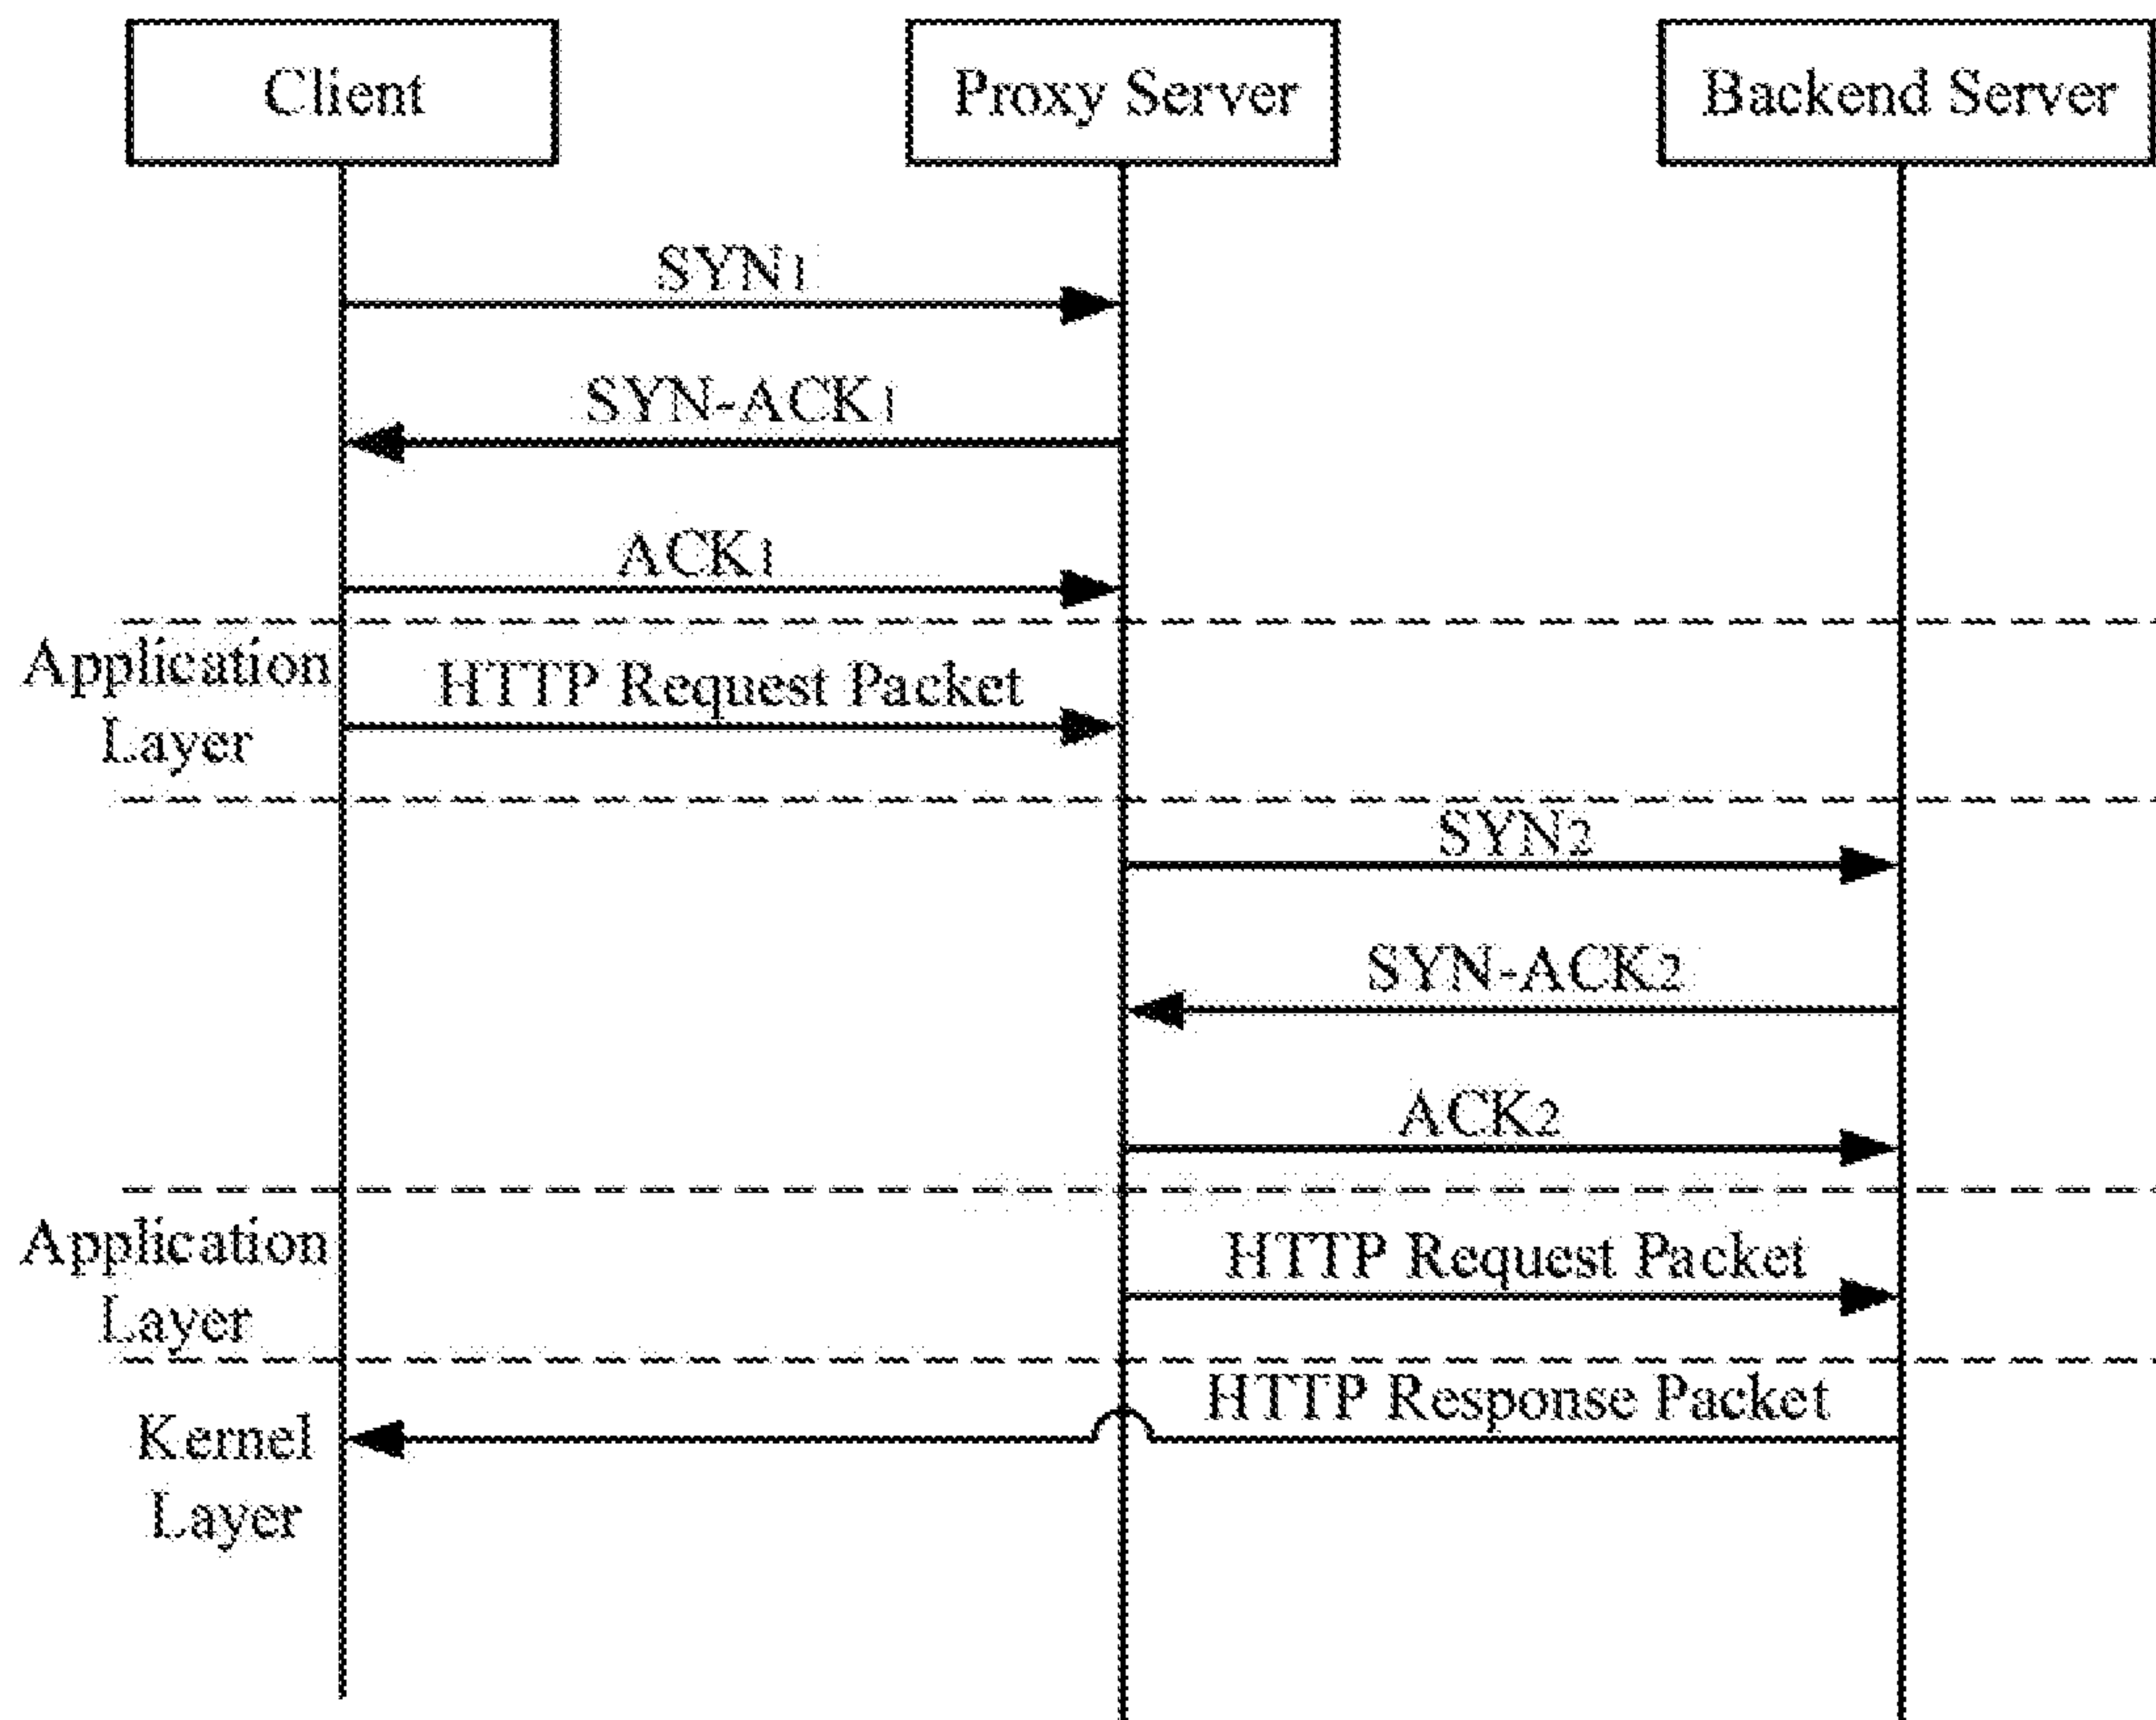 Client
Proxy Server
Backend Server
SYN1
SYN-ACK1
ACK1
Application
Layer
HTTP Request Packet
SYN2
SYN-ACK2
ACK2
Application
Layer
HTTP Request Packet
HTTP Response Packet
Kernel
Layer